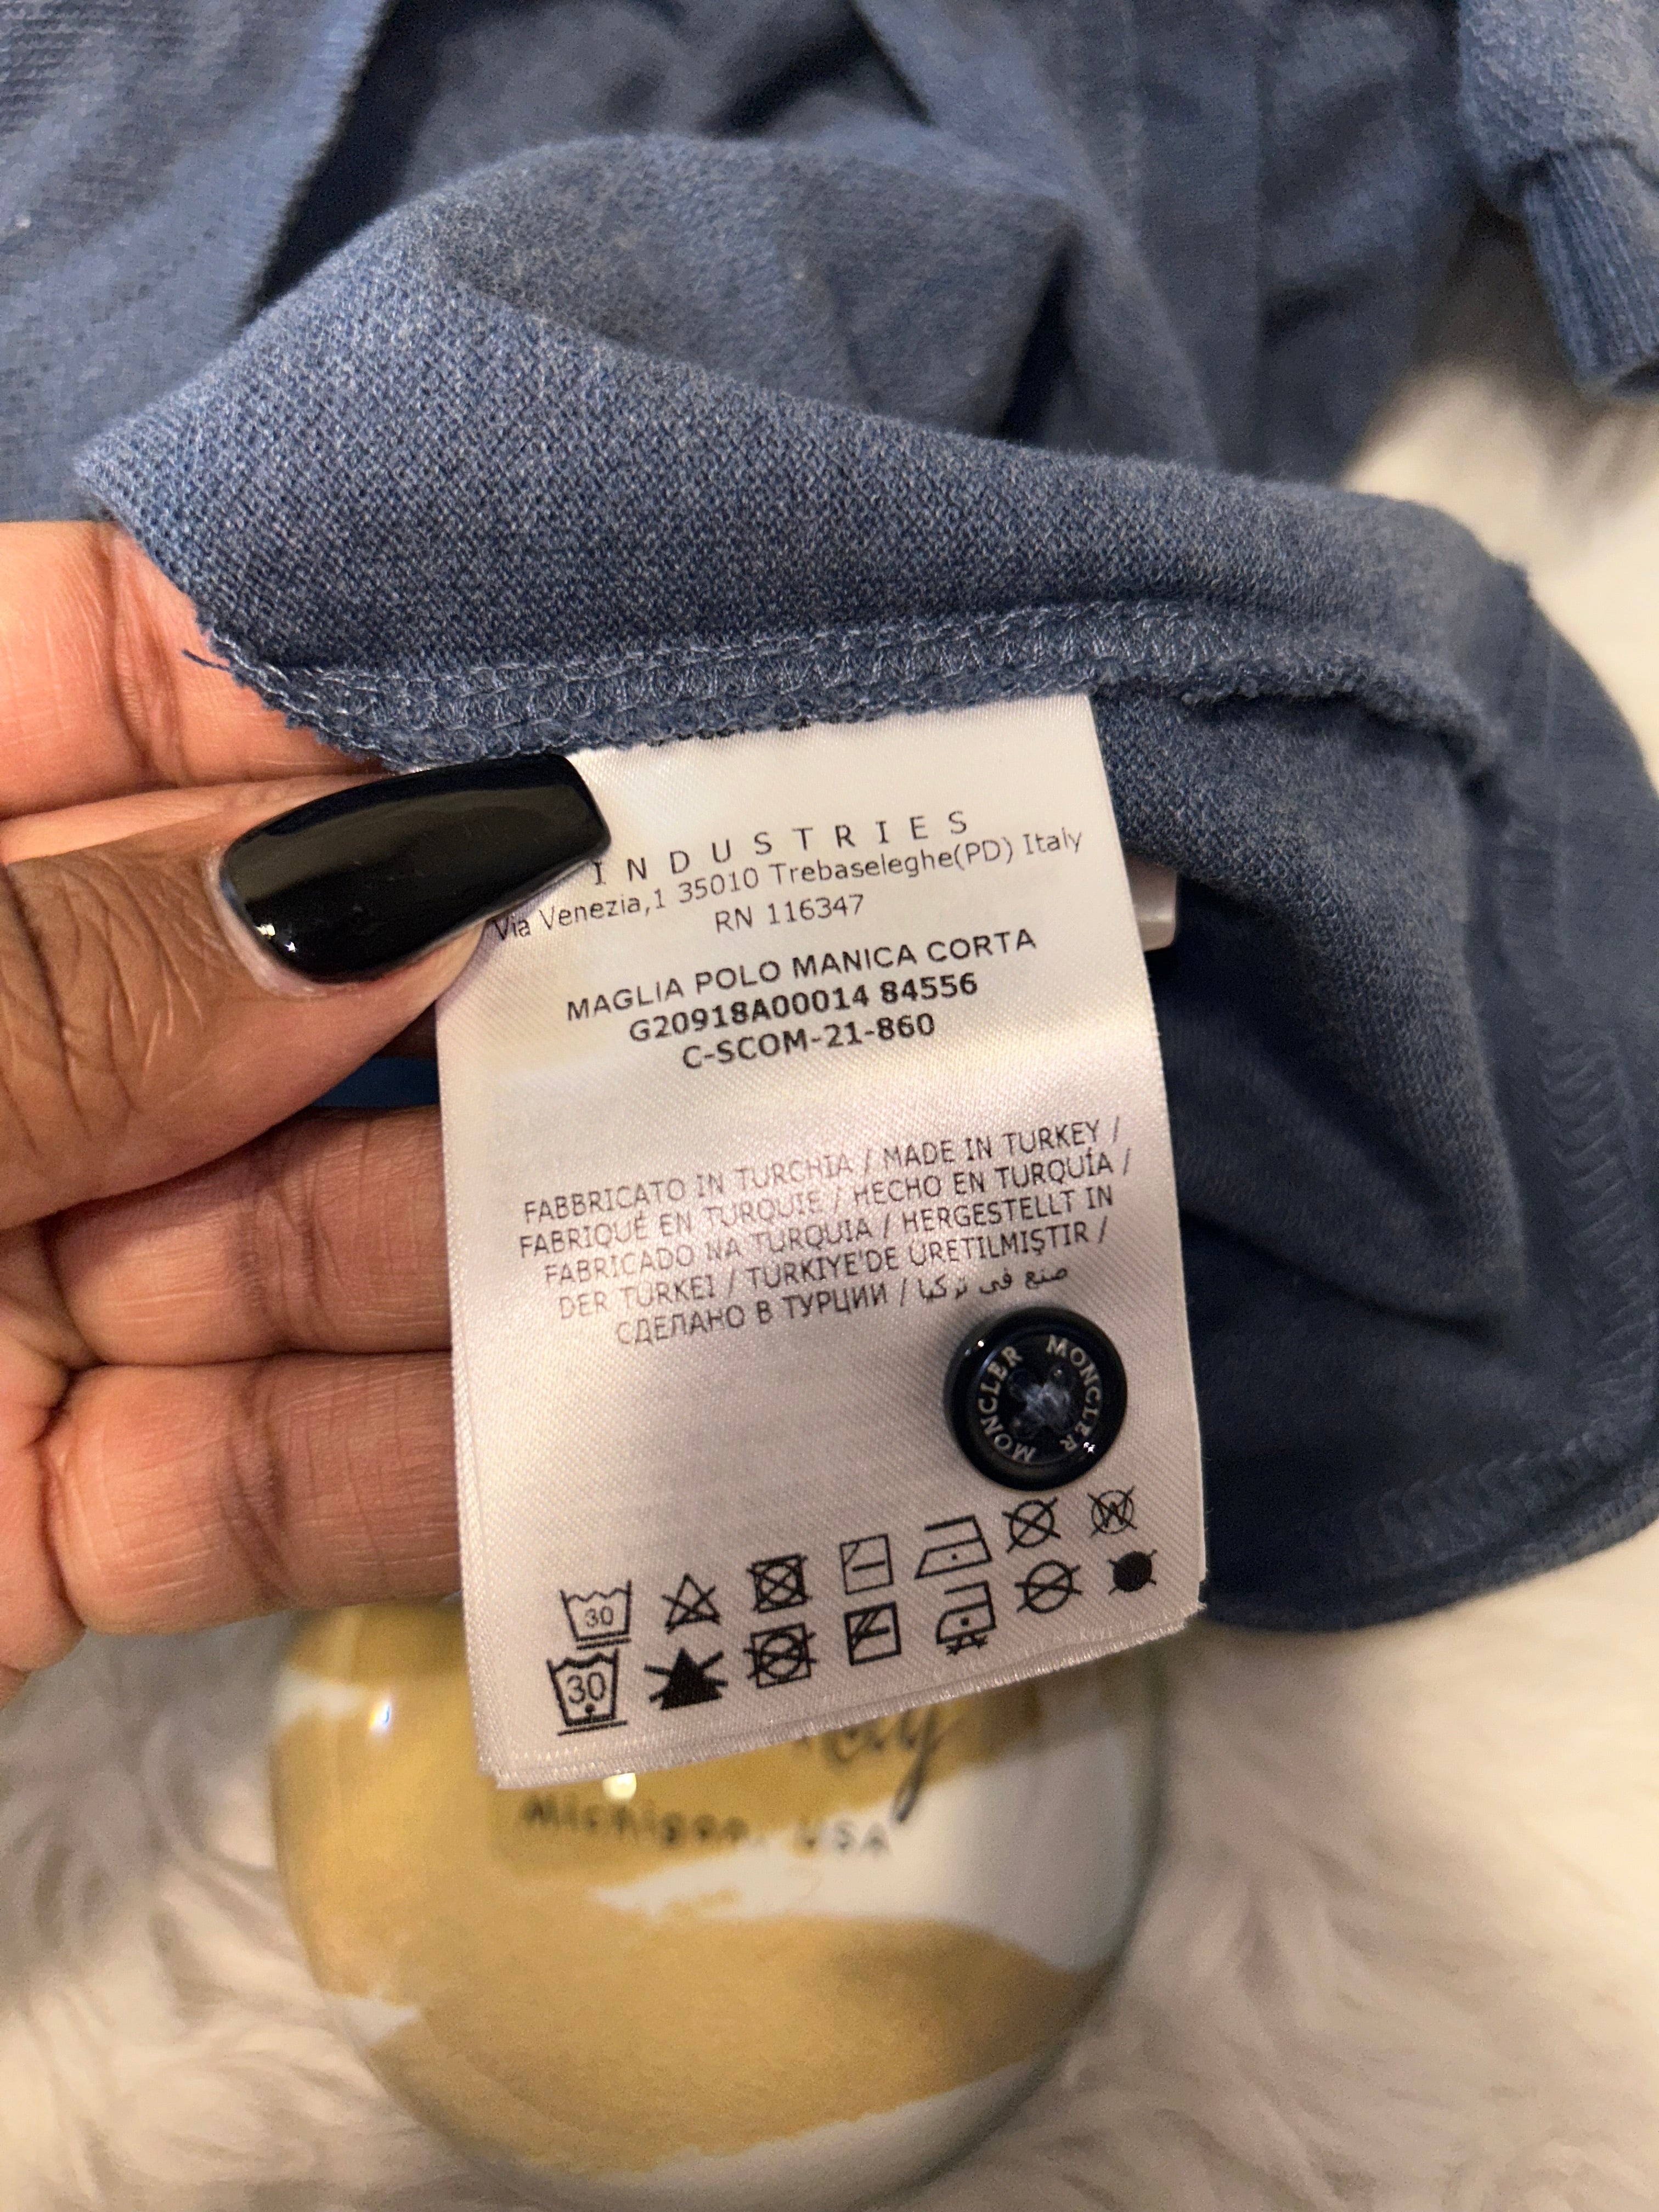 INDUSTRIES
Via Venezia,1 35010 Trebaseleghe(PD) Italy
RN 116347
MAGLIA POLO MANICA CORTA
G20918A00014 84556
C-SCOM-21-860
FABBRICATO IN TURCHIA / MADE IN TURKEY /
FABRIQUÉ EN TURQUIE / HECHO EN TURQUÍA /
FABRICADO NA TURQUIA / HERGESTELLT IN
DER TÜRKEI / TÜRKIYE'DE ÜRETILMIŞTIR /
СДЕЛАНО В ТУРЦИИ / صنع في تركيا
MONCLER MONCLER
W
30
30
Michigan, USA